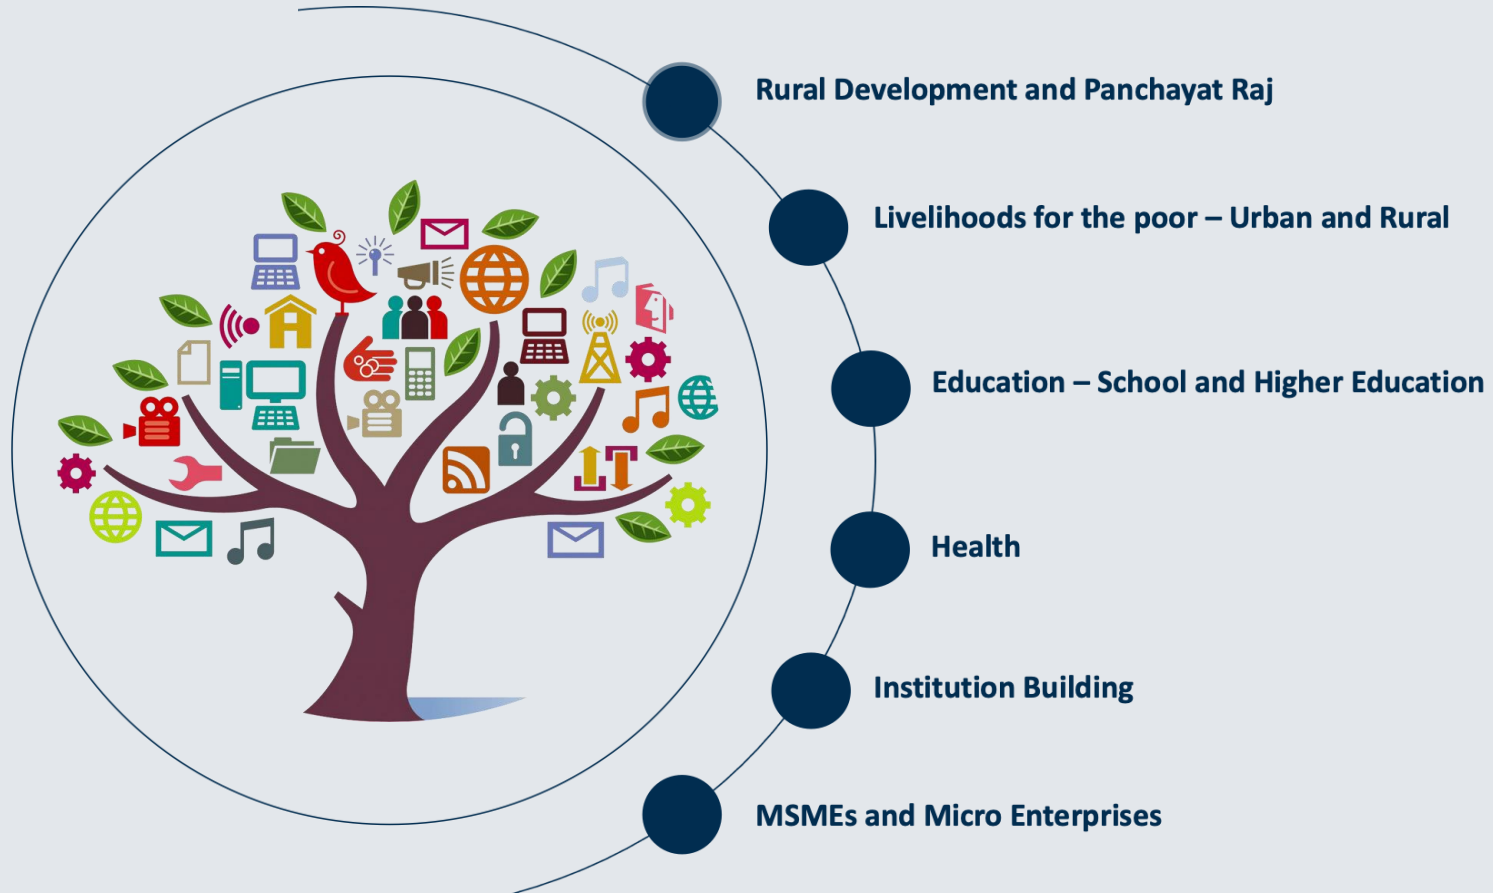 Rural Development and Panchayat Raj
Livelihoods for the poor – Urban and Rural
Education – School and Higher Education
Health
Institution Building
MSMEs and Micro Enterprises